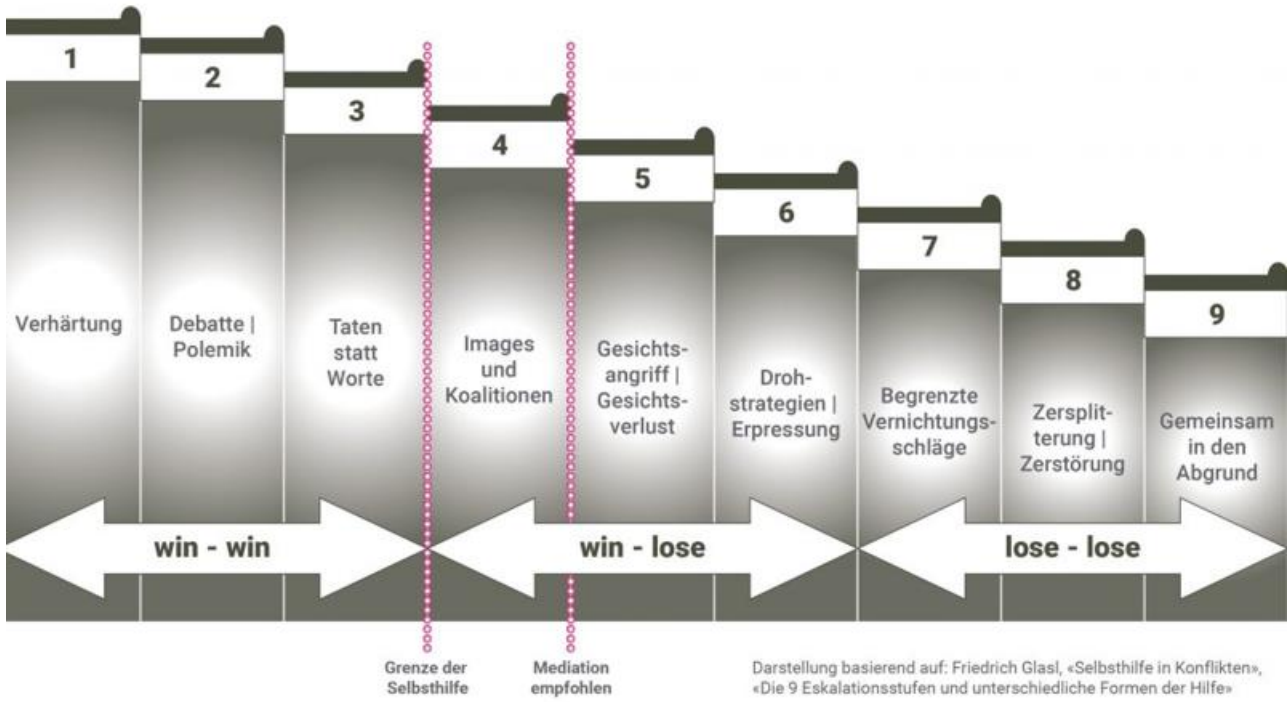 1
2
3
4
5
6
7
8
9
Verhärtung
Debatte |
Polemik
Taten
statt
Worte
Images
und
Koalitionen
Gesichts-
angriff |
Gesichts-
verlust
Droh-
strategien |
Erpressung
Begrenzte
Vernichtungs-
schläge
Zersplit-
terung |
Zerstörung
Gemeinsam
in den
Abgrund
win - win
win - lose
lose - lose
Grenze der
Selbsthilfe
Mediation
empfohlen
Darstellung basierend auf: Friedrich Glasl, «Selbsthilfe in Konflikten»,
«Die 9 Eskalationsstufen und unterschiedliche Formen der Hilfe»